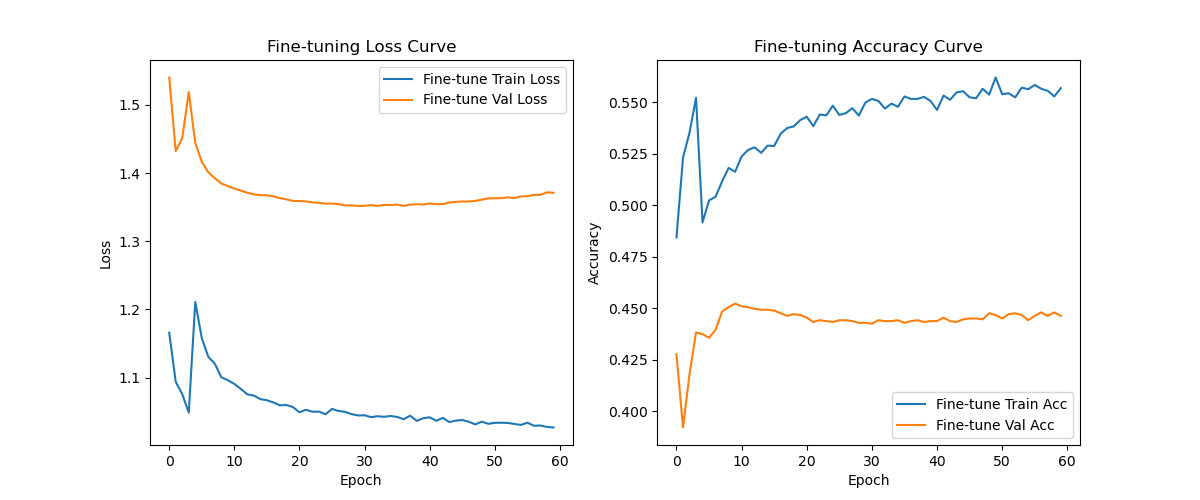 Fine-tuning Loss Curve
Fine-tune Train Loss
Fine-tune Val Loss
1.5
1.4
1.3
1.2
1.1
Loss
0 10 20 30 40 50 60
Epoch
Fine-tuning Accuracy Curve
0.550
0.525
0.500
0.475
0.450
0.425
0.400
Accuracy
Fine-tune Train Acc
Fine-tune Val Acc
0 10 20 30 40 50 60
Epoch